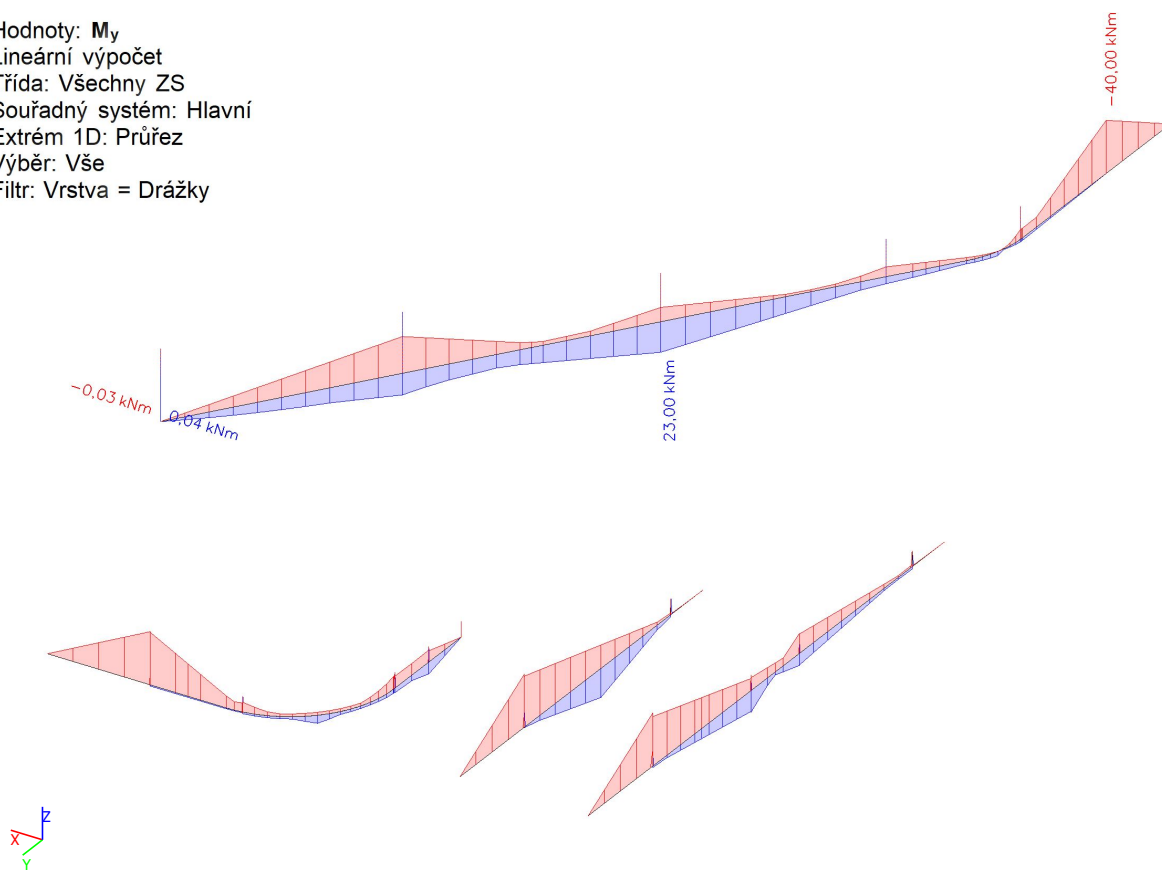 Hodnoty: My
Lineární výpočet
Třída: Všechny ZS
Souřadný systém: Hlavní
Extrém 1D: Průřez
Výběr: Vše
Filtr: Vrstva = Drážky
-40,00 kNm
-0,03 kNm
0,04 kNm
23,00 kNm
Z
X
Y